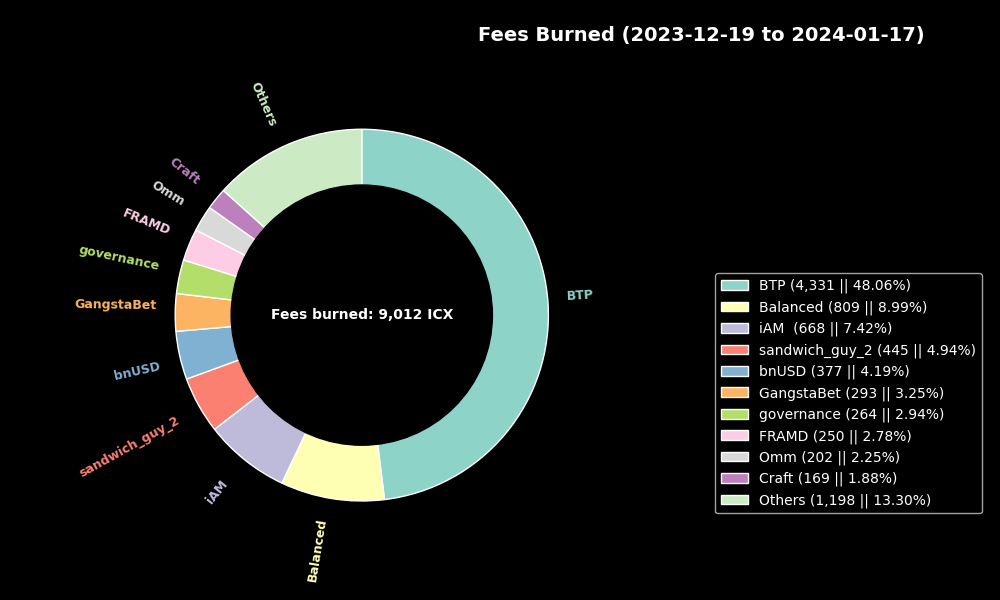 Fees Burned (2023-12-19 to 2024-01-17)
Others
Craft
Omm
FRAMD
governance
GangstaBet
bnUSD
sandwich_guy_2
iAM
Balanced
BTP
Fees burned: 9,012 ICX
BTP (4,331 || 48.06%)
Balanced (809 || 8.99%)
iAM  (668 || 7.42%)
sandwich_guy_2 (445 || 4.94%)
bnUSD (377 || 4.19%)
GangstaBet (293 || 3.25%)
governance (264 || 2.94%)
FRAMD (250 || 2.78%)
Omm (202 || 2.25%)
Craft (169 || 1.88%)
Others (1,198 || 13.30%)